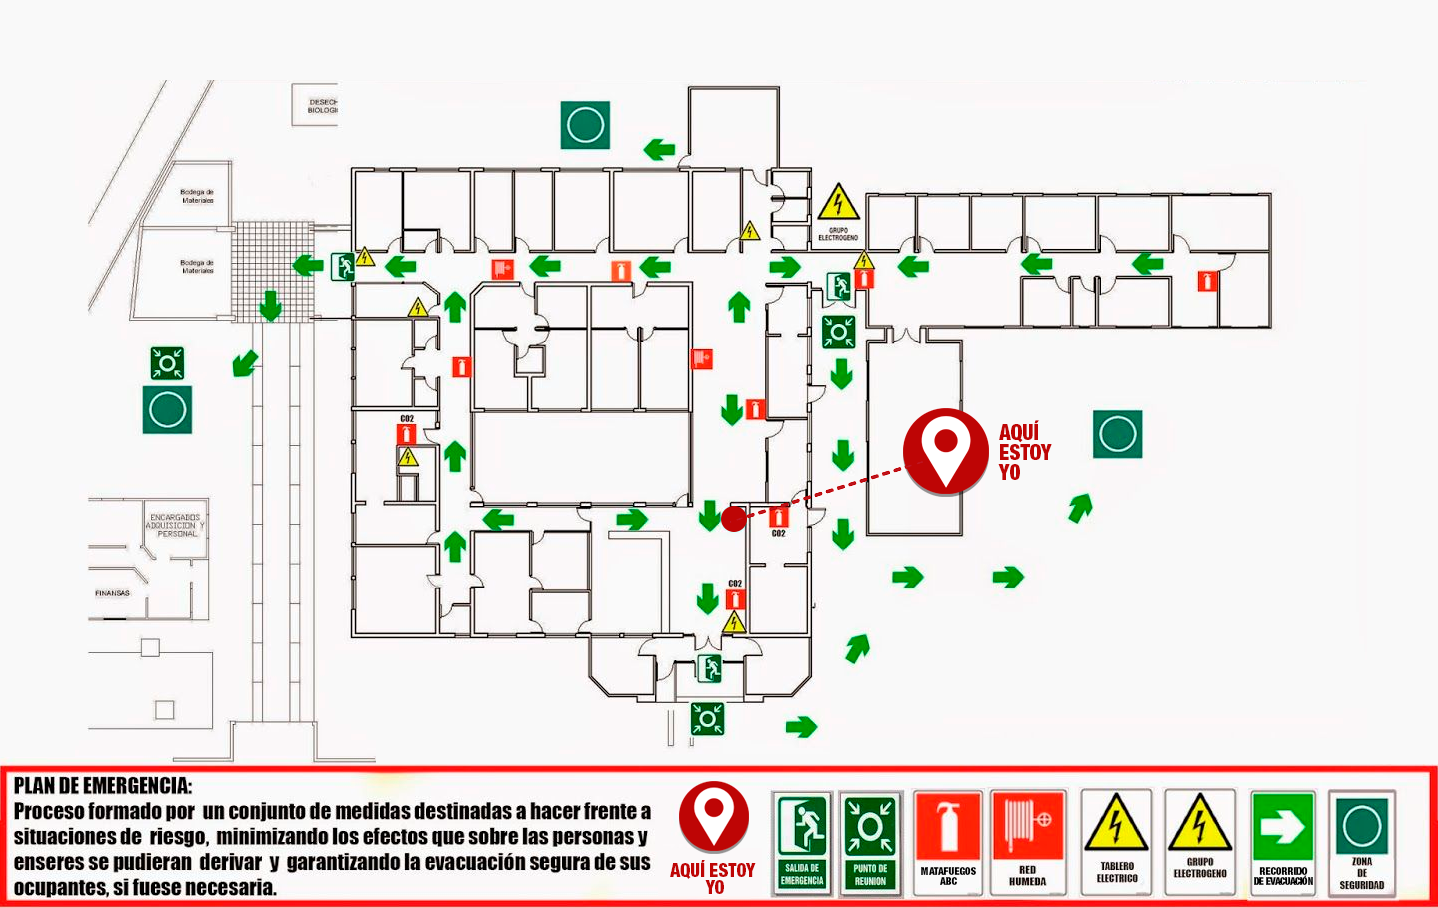 DESECH
BIOLOGI
Bodega de
Materiales
Bodega de
Materiales
GRUPO
ELECTROGENO
CO2
AQUÍ
ESTOY
YO
CO2
CO2
ENCARGADOS
ADQUISICION Y
PERSONAL
FINANSAS
PLAN DE EMERGENCIA:
Proceso formado por un conjunto de medidas destinadas a hacer frente a
situaciones de riesgo, minimizando los efectos que sobre las personas y
enseres se pudieran derivar y garantizando la evacuación segura de sus
ocupantes, si fuese necesaria.
AQUÍ ESTOY
YO
SALIDA DE
EMERGENCIA
PUNTO DE
REUNION
MATAFUEGOS
ABC
RED
HUMEDA
TABLERO
ELECTRICO
GRUPO
ELECTROGENO
RECORRIDO
DE EVACUACIÓN
ZONA
DE
SEGURIDAD